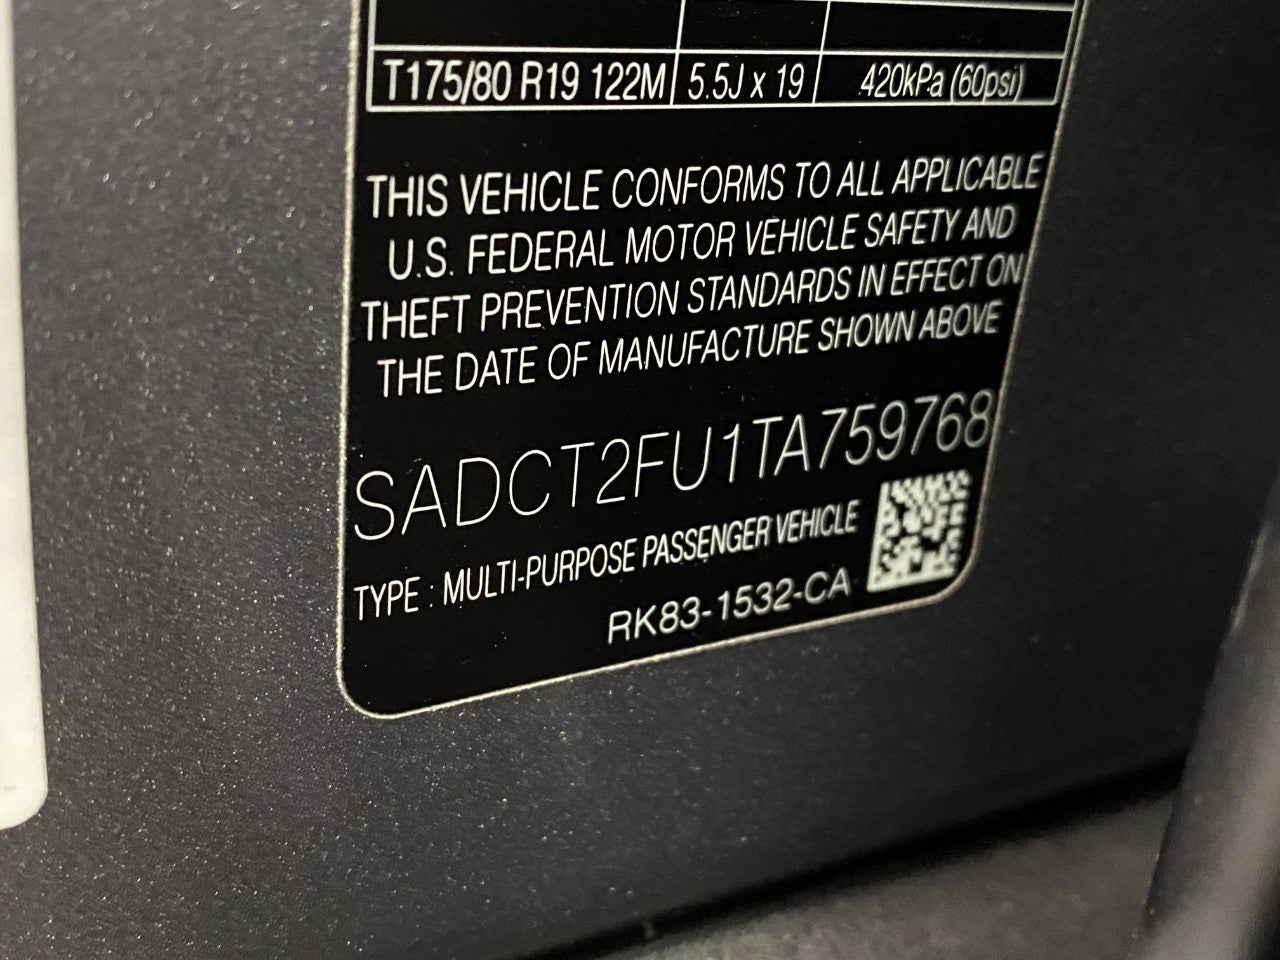 T175/80 R19 122M 5.5J x 19 420kPa (60psi)
THIS VEHICLE CONFORMS TO ALL APPLICABLE
U.S. FEDERAL MOTOR VEHICLE SAFETY AND
THEFT PREVENTION STANDARDS IN EFFECT ON
THE DATE OF MANUFACTURE SHOWN ABOVE
SADCT2FU1TA759768
TYPE : MULTI-PURPOSE PASSENGER VEHICLE
RK83-1532-CA